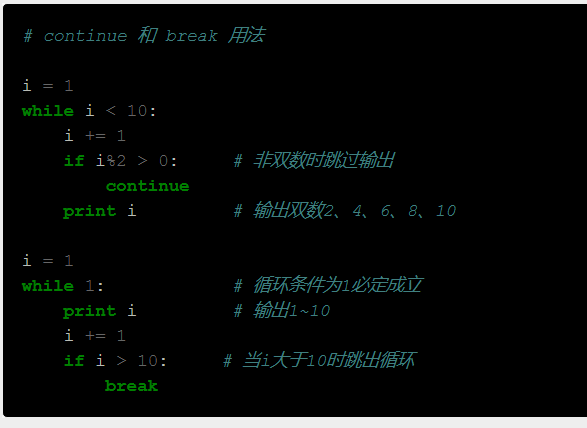 # continue 和 break 用法

i = 1
while i < 10:
    i += 1
    if i%2 > 0:     # 非双数时跳过输出
        continue
    print i         # 输出双数2、4、6、8、10

i = 1
while 1:            # 循环条件为1必定成立
    print i         # 输出1~10
    i += 1
    if i > 10:     # 当i大于10时跳出循环
        break